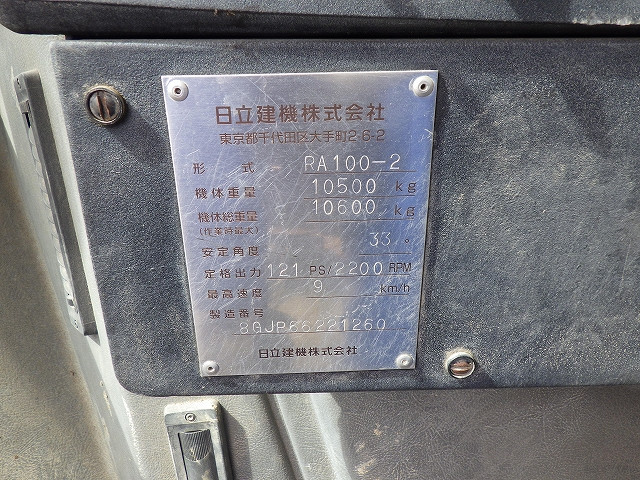 日立建機株式会社
東京都千代田区大手町2-6-2
形 式 RA100-2
機体重量 10500 kg
機体総重量 10600 kg
(作業時最大)
安定角度 33 °
定格出力 121 PS/2200 RPM
最高速度 9 km/h
製造番号
8GJP66221260
日立建機株式会社